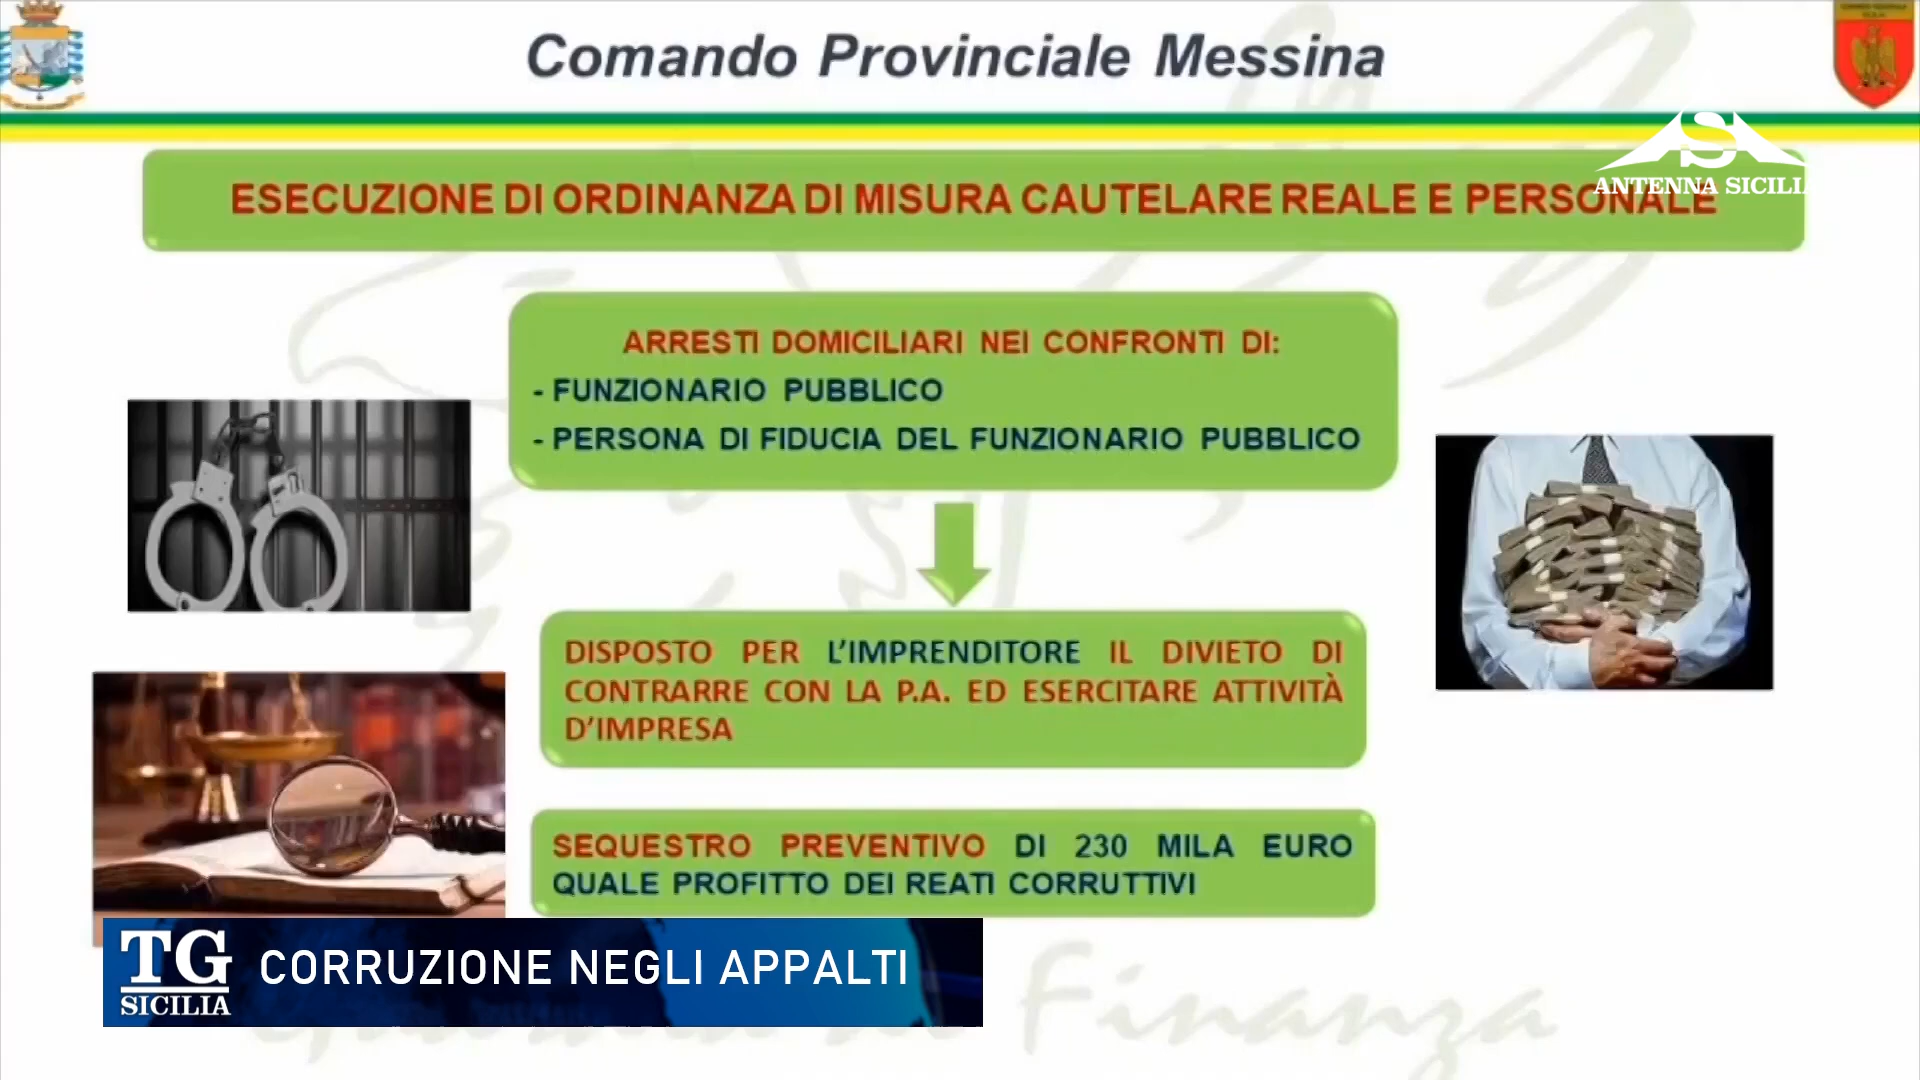 Comando Provinciale Messina
ANTENNA SICILIA
ESECUZIONE DI ORDINANZA DI MISURA CAUTELARE REALE E PERSONALE
ARRESTI DOMICILIARI NEI CONFRONTI DI:
- FUNZIONARIO PUBBLICO
- PERSONA DI FIDUCIA DEL FUNZIONARIO PUBBLICO
DISPOSTO PER L'IMPRENDITORE IL DIVIETO DI
CONTRARRE CON LA P.A. ED ESERCITARE ATTIVITÀ
D'IMPRESA
SEQUESTRO PREVENTIVO DI 230 MILA EURO
QUALE PROFITTO DEI REATI CORRUTTIVI
TG
SICILIA
CORRUZIONE NEGLI APPALTI
Finanza